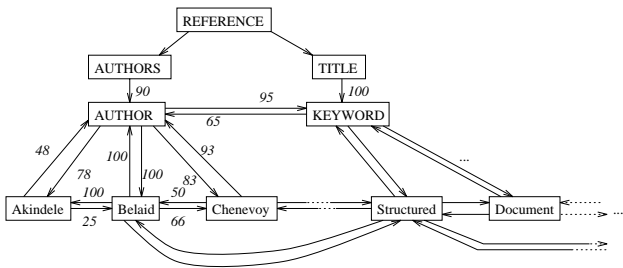 REFERENCE
AUTHORS TITLE
90 100
AUTHOR 95 KEYWORD
65
48 100 93 ...
78 100 83
100 50
Akindele Belaid Chenevoy Structured Document
25 66 ...